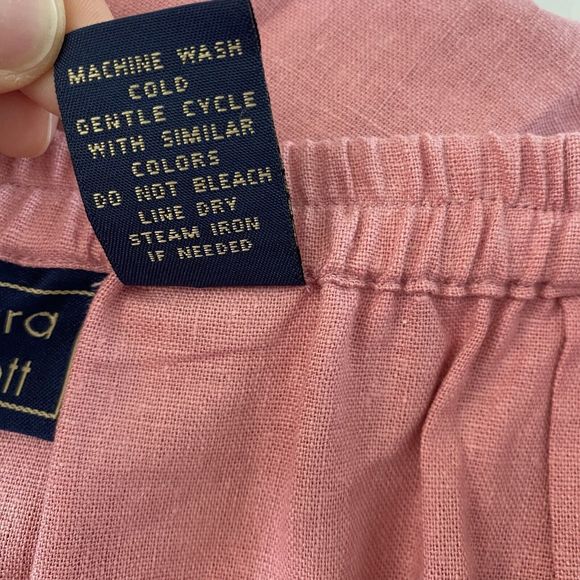 MACHINE WASH
COLD
GENTLE CYCLE
WITH SIMILAR
COLORS
DO NOT BLEACH
LINE DRY
STEAM IRON
IF NEEDED